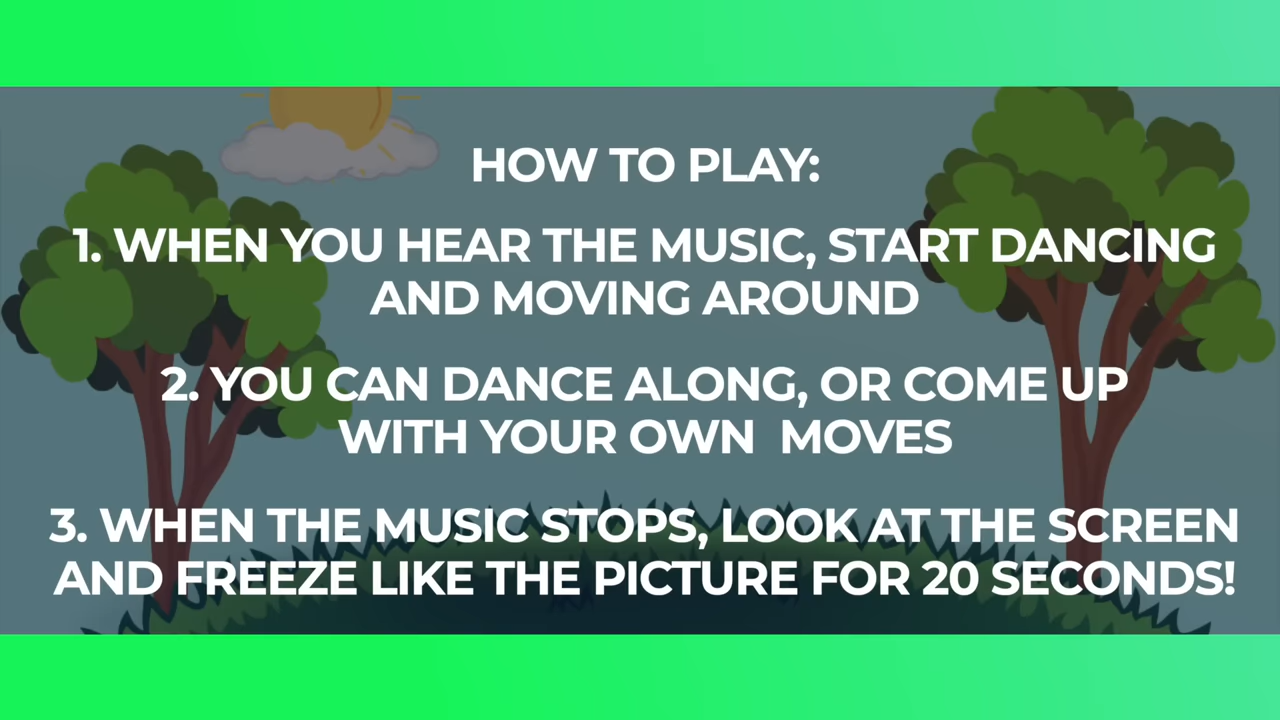 HOW TO PLAY:
1. WHEN YOU HEAR THE MUSIC, START DANCING
AND MOVING AROUND
2. YOU CAN DANCE ALONG, OR COME UP
WITH YOUR OWN  MOVES
3. WHEN THE MUSIC STOPS, LOOK AT THE SCREEN
AND FREEZE LIKE THE PICTURE FOR 20 SECONDS!